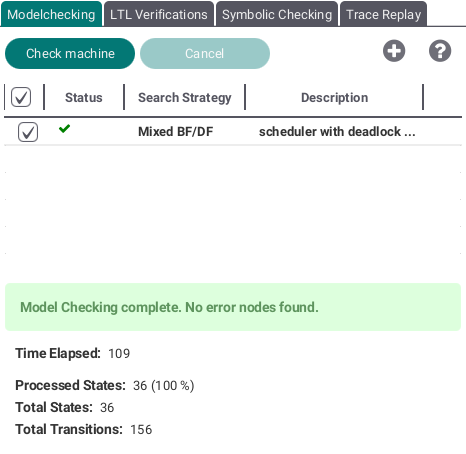 Modelchecking LTL Verifications Symbolic Checking Trace Replay
Check machine Cancel
Status Search Strategy Description
Mixed BF/DF scheduler with deadlock ...
Model Checking complete. No error nodes found.
Time Elapsed: 109
Processed States: 36 (100 %)
Total States: 36
Total Transitions: 156